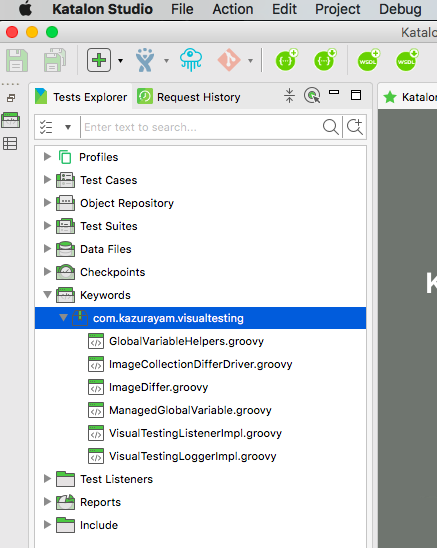 Katalon Studio File Action Edit Project Debug
Katalo
Tests Explorer Request History
Katalon
Enter text to search...
Profiles
Test Cases
Object Repository
Test Suites
Data Files
Checkpoints
Keywords
com.kazurayam.visualtesting
GlobalVariableHelpers.groovy
ImageCollectionDifferDriver.groovy
ImageDiffer.groovy
ManagedGlobalVariable.groovy
VisualTestingListenerImpl.groovy
VisualTestingLoggerImpl.groovy
Test Listeners
Reports
Include
K
WSDL WSDL